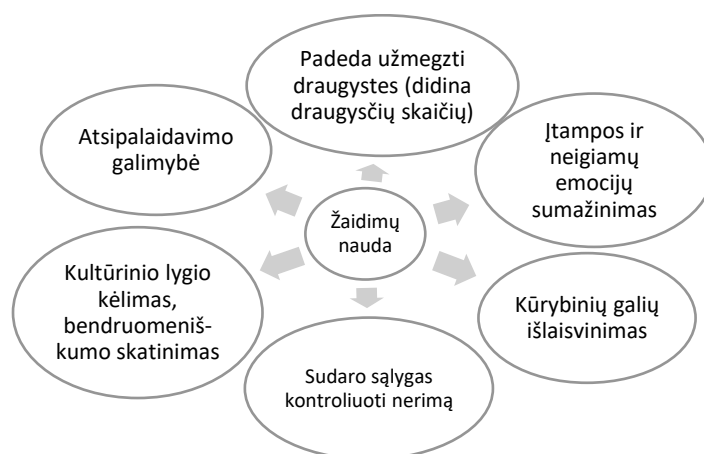 Padeda užmegzti
draugystes (didina
draugysčių skaičių)
Įtampos ir
neigiamų
emocijų
sumažinimas
Kūrybinių galių
išlaisvinimas
Sudaro sąlygas
kontroliuoti nerimą
Kultūrinio lygio
kėlimas,
bendruomeniš-
kumo skatinimas
Atsipalaidavimo
galimybė
Žaidimų
nauda